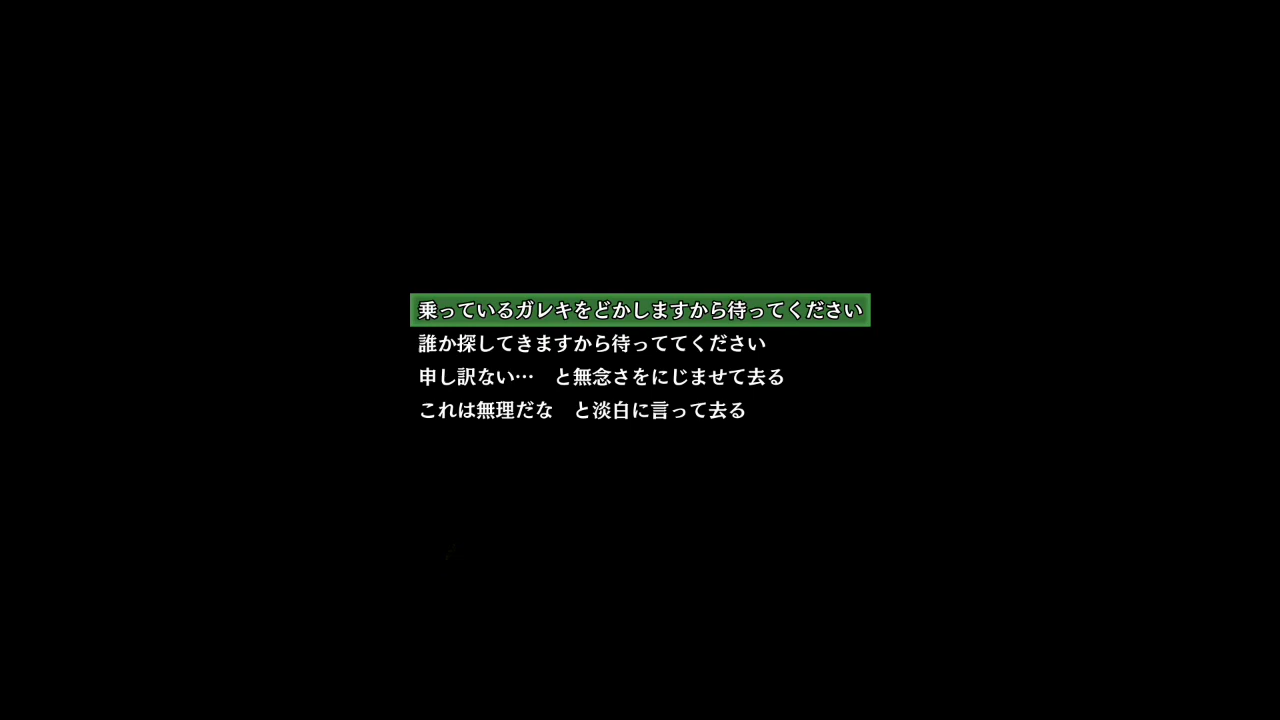 乗っているガレキをどかしますから待ってください
誰か探してきますから待っててください
申し訳ない…　と無念さをにじませて去る
これは無理だな　と淡白に言って去る